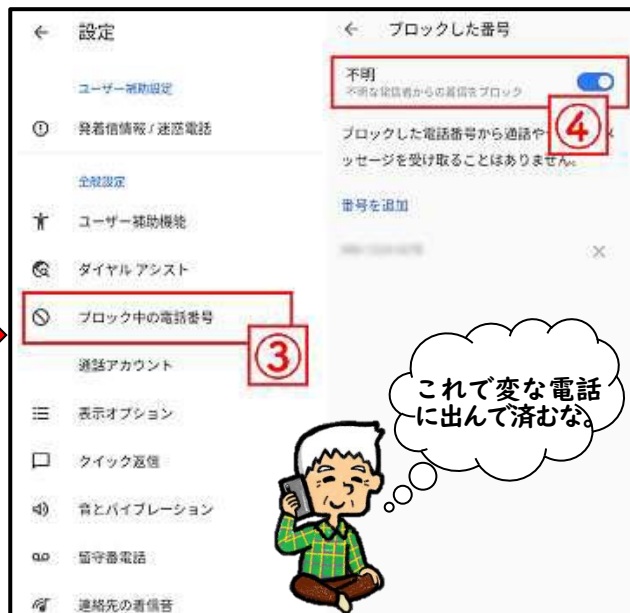 設定
ユーザー補助設定
発着信情報 / 迷惑電話
全般設定
ユーザー補助機能
ダイヤル アシスト
ブロック中の電話番号
③
通話アカウント
表示オプション
クイック返信
音とバイブレーション
留守番電話
連絡先の着信音
ブロックした番号
不明
不明な発信者からの着信をブロック
④
ブロックした電話番号から通話や
ッセージを受け取ることはありません。
番号を追加
これで変な電話
に出んで済むな。